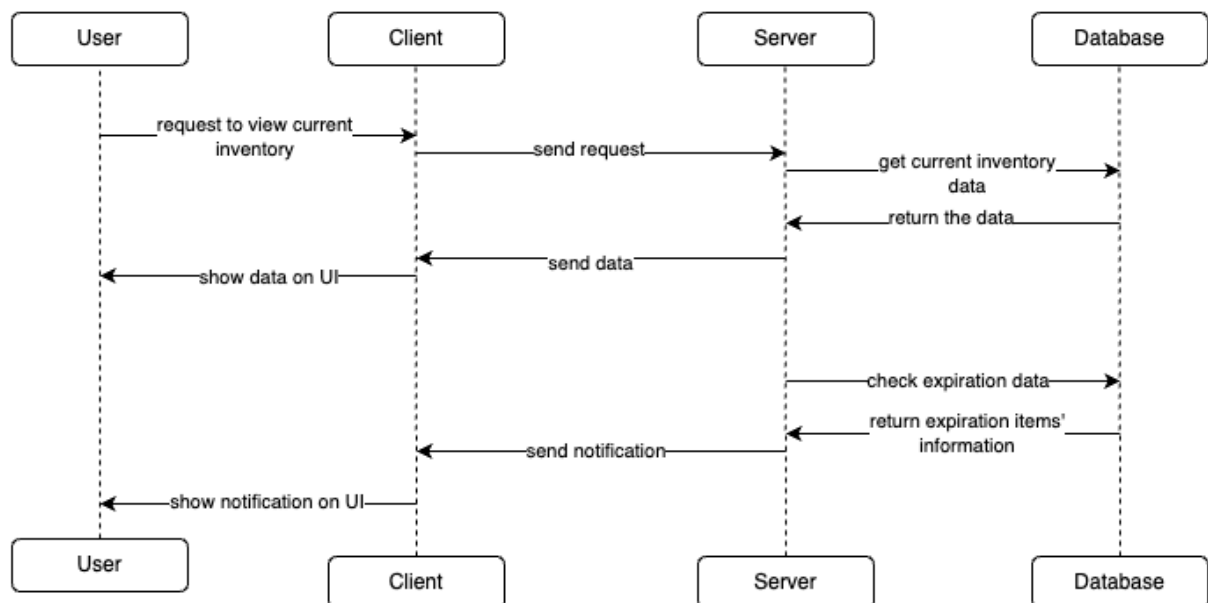 User
Client
Server
Database
request to view current
inventory
send request
get current inventory
data
return the data
send data
show data on UI
check expiration data
return expiration items'
information
send notification
show notification on UI
User
Client
Server
Database